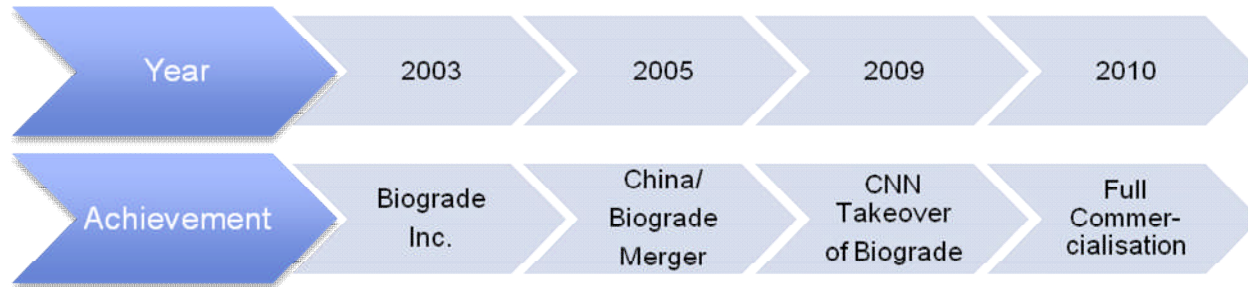 Year
2003
2005
2009
2010
Achievement
Biograde
Inc.
China/
Biograde
Merger
CNN
Takeover
of Biograde
Full
Commer-
cialisation